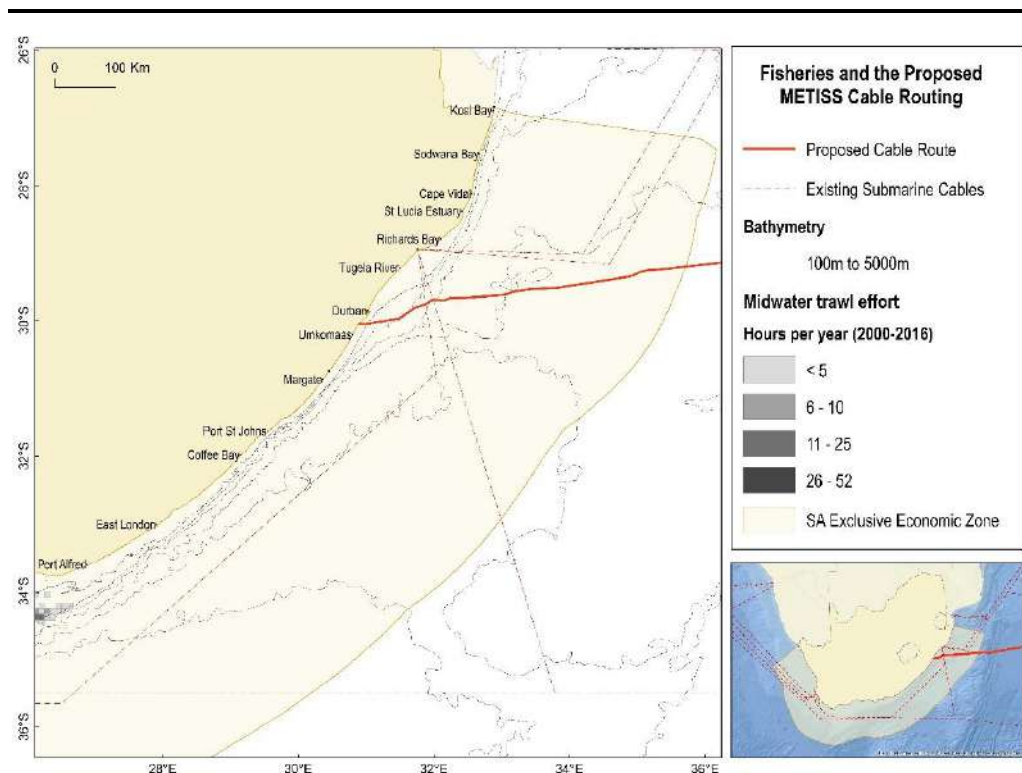 26°S
0 100 Km
Kosi Bay
Sodwana Bay
28°S
Cape Vidal
St Lucia Estuary
Richards Bay
Tugela River
Durban
30°S
Umkomaas
Margate
Port St Johns
32°S
Coffee Bay
East London
Port Alfred
34°S
36°S
28°E 30°E 32°E 34°E 36°E
Fisheries and the Proposed
METISS Cable Routing
Proposed Cable Route
Existing Submarine Cables
Bathymetry
100m to 5000m
Midwater trawl effort
Hours per year (2000-2016)
< 5
6 - 10
11 - 25
26 - 52
SA Exclusive Economic Zone